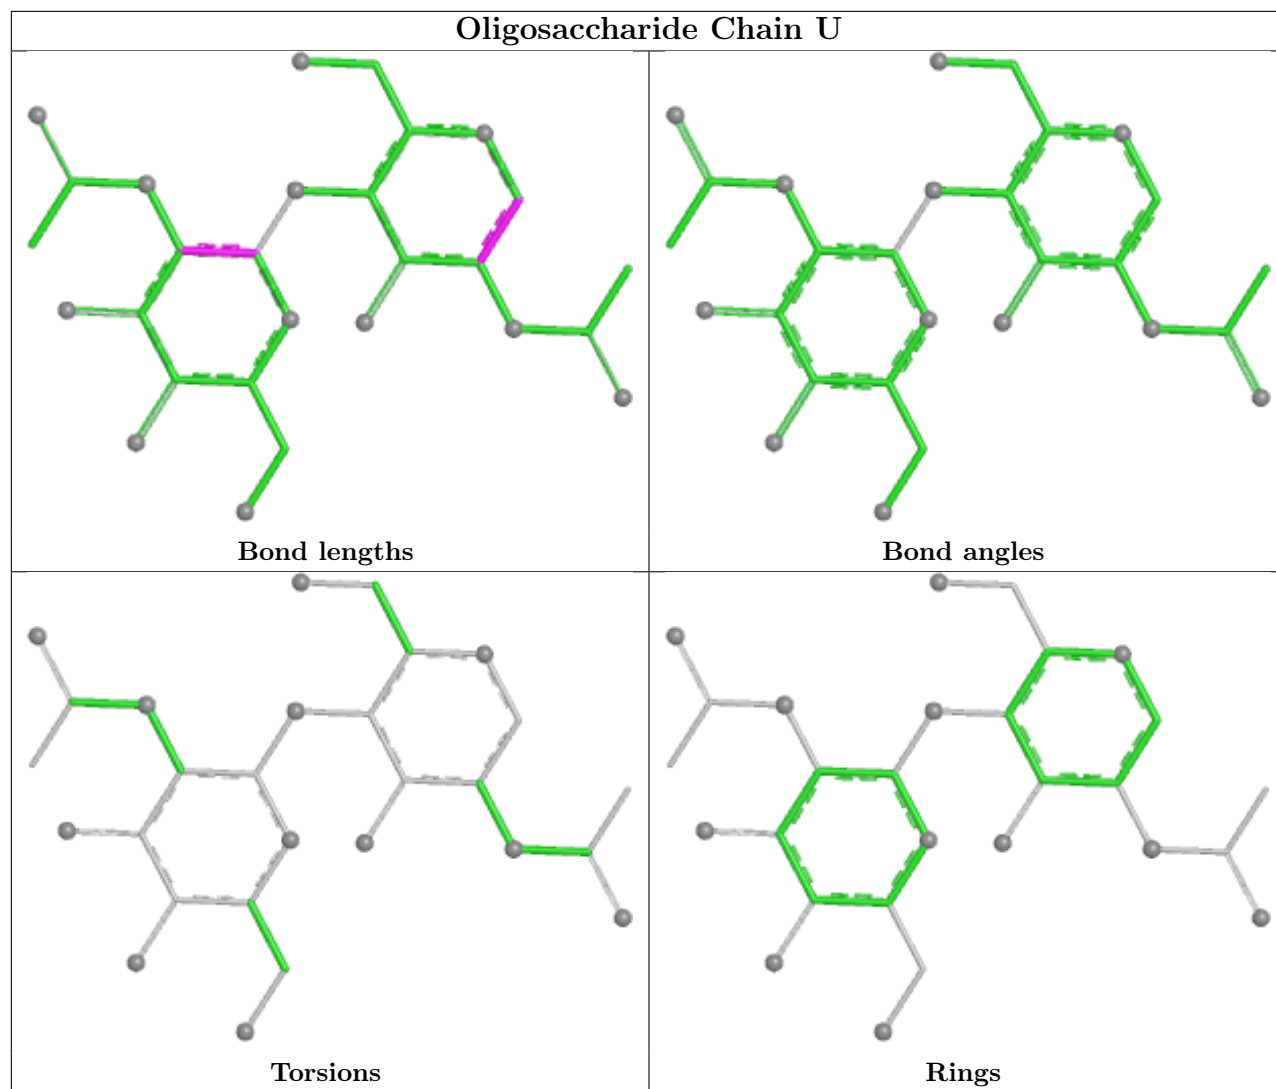 Oligosaccharide Chain U
Bond lengths
Bond angles
Torsions
Rings